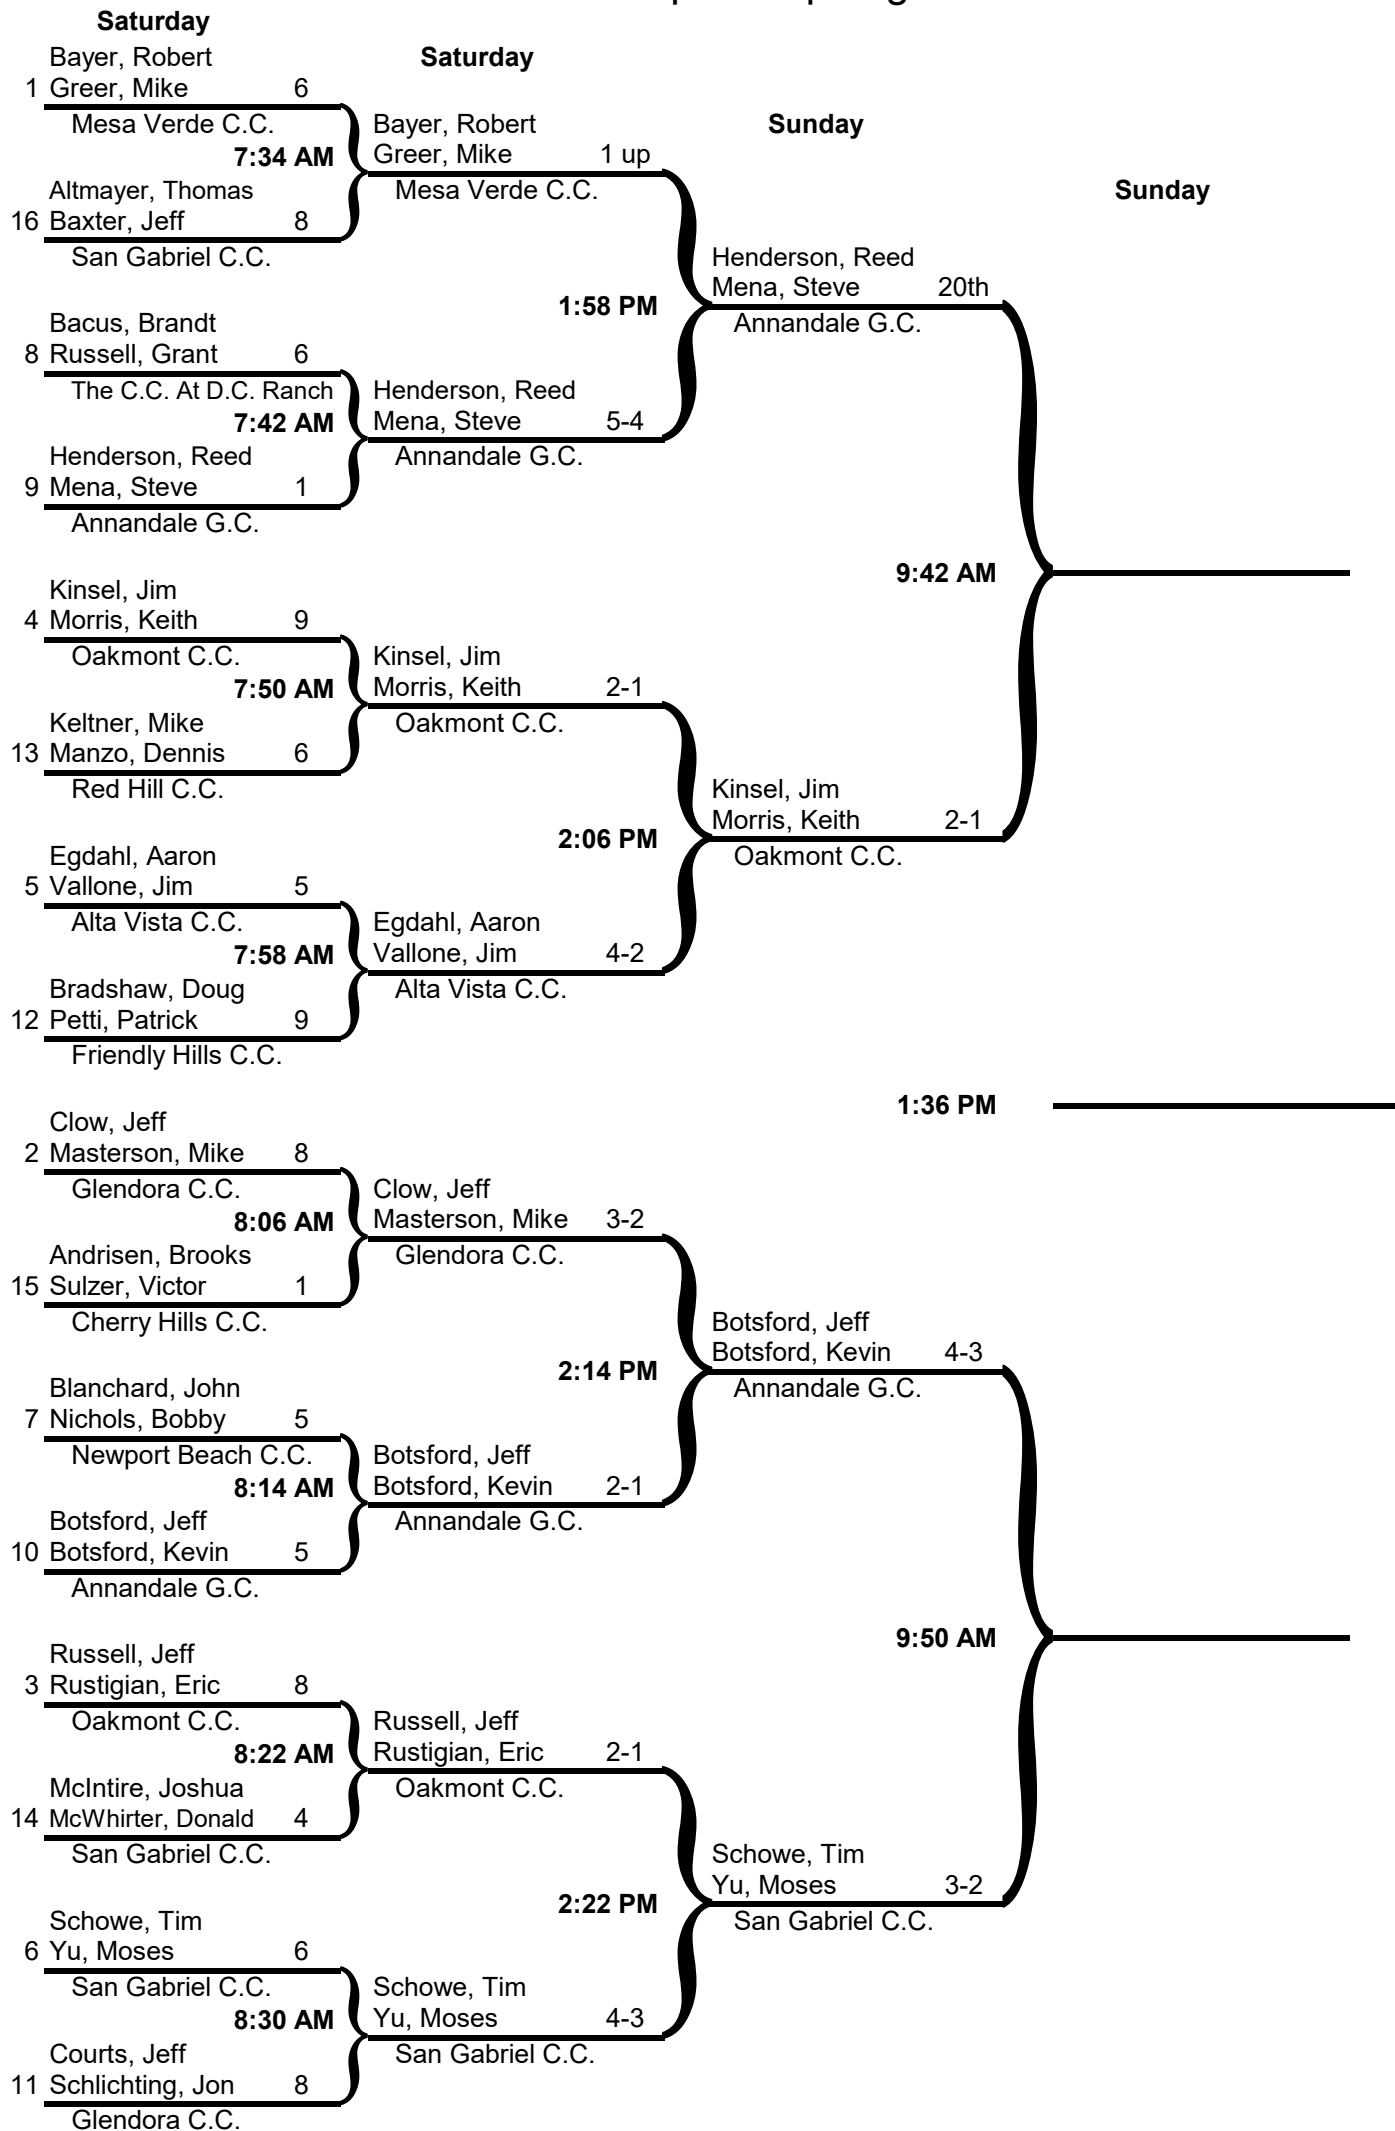 Saturday
Bayer, Robert
1 Greer, Mike 6
Mesa Verde C.C.
7:34 AM
Altmayer, Thomas
16 Baxter, Jeff 8
San Gabriel C.C.
Bacus, Brandt
8 Russell, Grant 6
The C.C. At D.C. Ranch
7:42 AM
Henderson, Reed
9 Mena, Steve 1
Annandale G.C.
Kinsel, Jim
4 Morris, Keith 9
Oakmont C.C.
7:50 AM
Keltner, Mike
13 Manzo, Dennis 6
Red Hill C.C.
Egdahl, Aaron
5 Vallone, Jim 5
Alta Vista C.C.
7:58 AM
Bradshaw, Doug
12 Petti, Patrick 9
Friendly Hills C.C.
Clow, Jeff
2 Masterson, Mike 8
Glendora C.C.
8:06 AM
Andrisen, Brooks
15 Sulzer, Victor 1
Cherry Hills C.C.
Blanchard, John
7 Nichols, Bobby 5
Newport Beach C.C.
8:14 AM
Botsford, Jeff
10 Botsford, Kevin 5
Annandale G.C.
Russell, Jeff
3 Rustigian, Eric 8
Oakmont C.C.
8:22 AM
McIntire, Joshua
14 McWhirter, Donald 4
San Gabriel C.C.
Schowe, Tim
6 Yu, Moses 6
San Gabriel C.C.
8:30 AM
Courts, Jeff
11 Schlichting, Jon 8
Glendora C.C.
Saturday
Bayer, Robert
Greer, Mike 1 up
Mesa Verde C.C.
1:58 PM
Henderson, Reed
Mena, Steve 5-4
Annandale G.C.
Kinsel, Jim
Morris, Keith 2-1
Oakmont C.C.
2:06 PM
Egdahl, Aaron
Vallone, Jim 4-2
Alta Vista C.C.
Clow, Jeff
Masterson, Mike 3-2
Glendora C.C.
2:14 PM
Botsford, Jeff
Botsford, Kevin 2-1
Annandale G.C.
Russell, Jeff
Rustigian, Eric 2-1
Oakmont C.C.
2:22 PM
Schowe, Tim
Yu, Moses 4-3
San Gabriel C.C.
Sunday
Henderson, Reed
Mena, Steve 20th
Annandale G.C.
9:42 AM
Kinsel, Jim
Morris, Keith 2-1
Oakmont C.C.
1:36 PM
Botsford, Jeff
Botsford, Kevin 4-3
Annandale G.C.
9:50 AM
Schowe, Tim
Yu, Moses 3-2
San Gabriel C.C.
Sunday